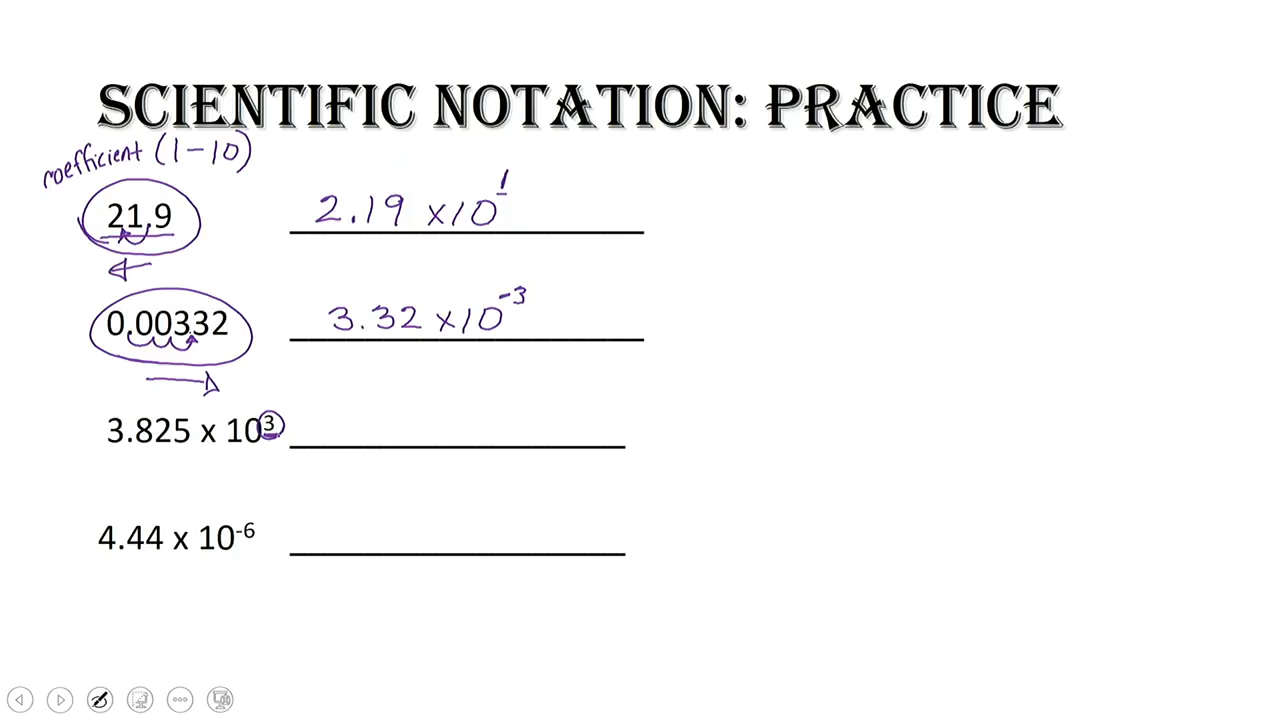 SCIENTIFIC NOTATION: PRACTICE
coefficient (1-10)
21.9 2.19 x10¹
0.00332 3.32 x10⁻³
3.825 x 10³
4.44 x 10⁻⁶